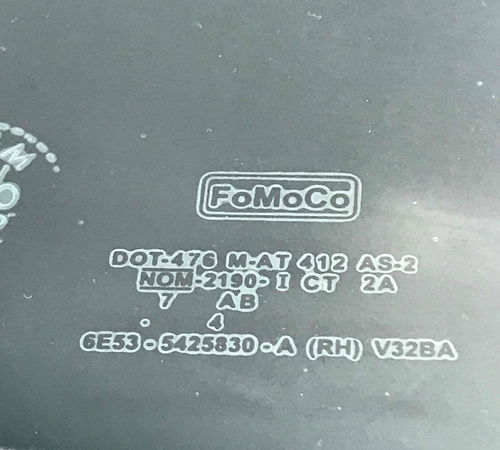 FoMoCo
DOT-476 M-AT 412 AS-2
NOM-2190-I CT 2A
7 AB
4
6E53-5425830-A (RH) V32BA